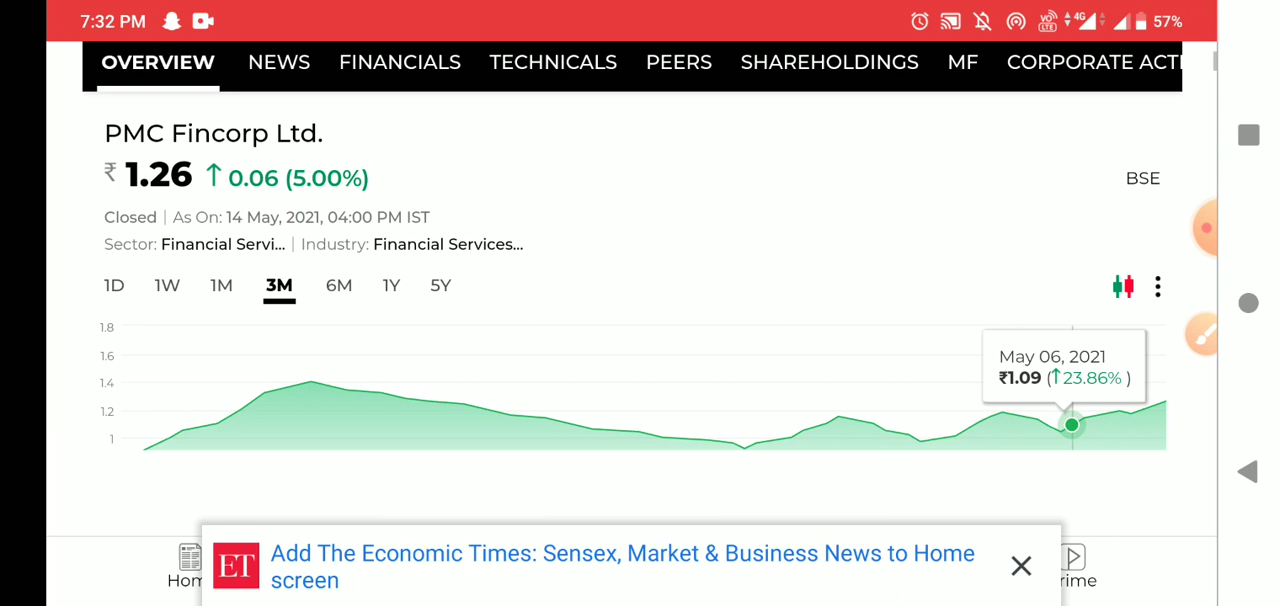 7:32 PM
VO LTE 4G 57%
OVERVIEW NEWS FINANCIALS TECHNICALS PEERS SHAREHOLDINGS MF CORPORATE ACTI
PMC Fincorp Ltd.
₹ 1.26 ↑ 0.06 (5.00%)
BSE
Closed | As On: 14 May, 2021, 04:00 PM IST
Sector: Financial Servi... | Industry: Financial Services...
1D 1W 1M 3M 6M 1Y 5Y
1.8
1.6
1.4
1.2
1
May 06, 2021
₹1.09 (↑23.86% )
ET
Add The Economic Times: Sensex, Market & Business News to Home
screen
Hom
rime